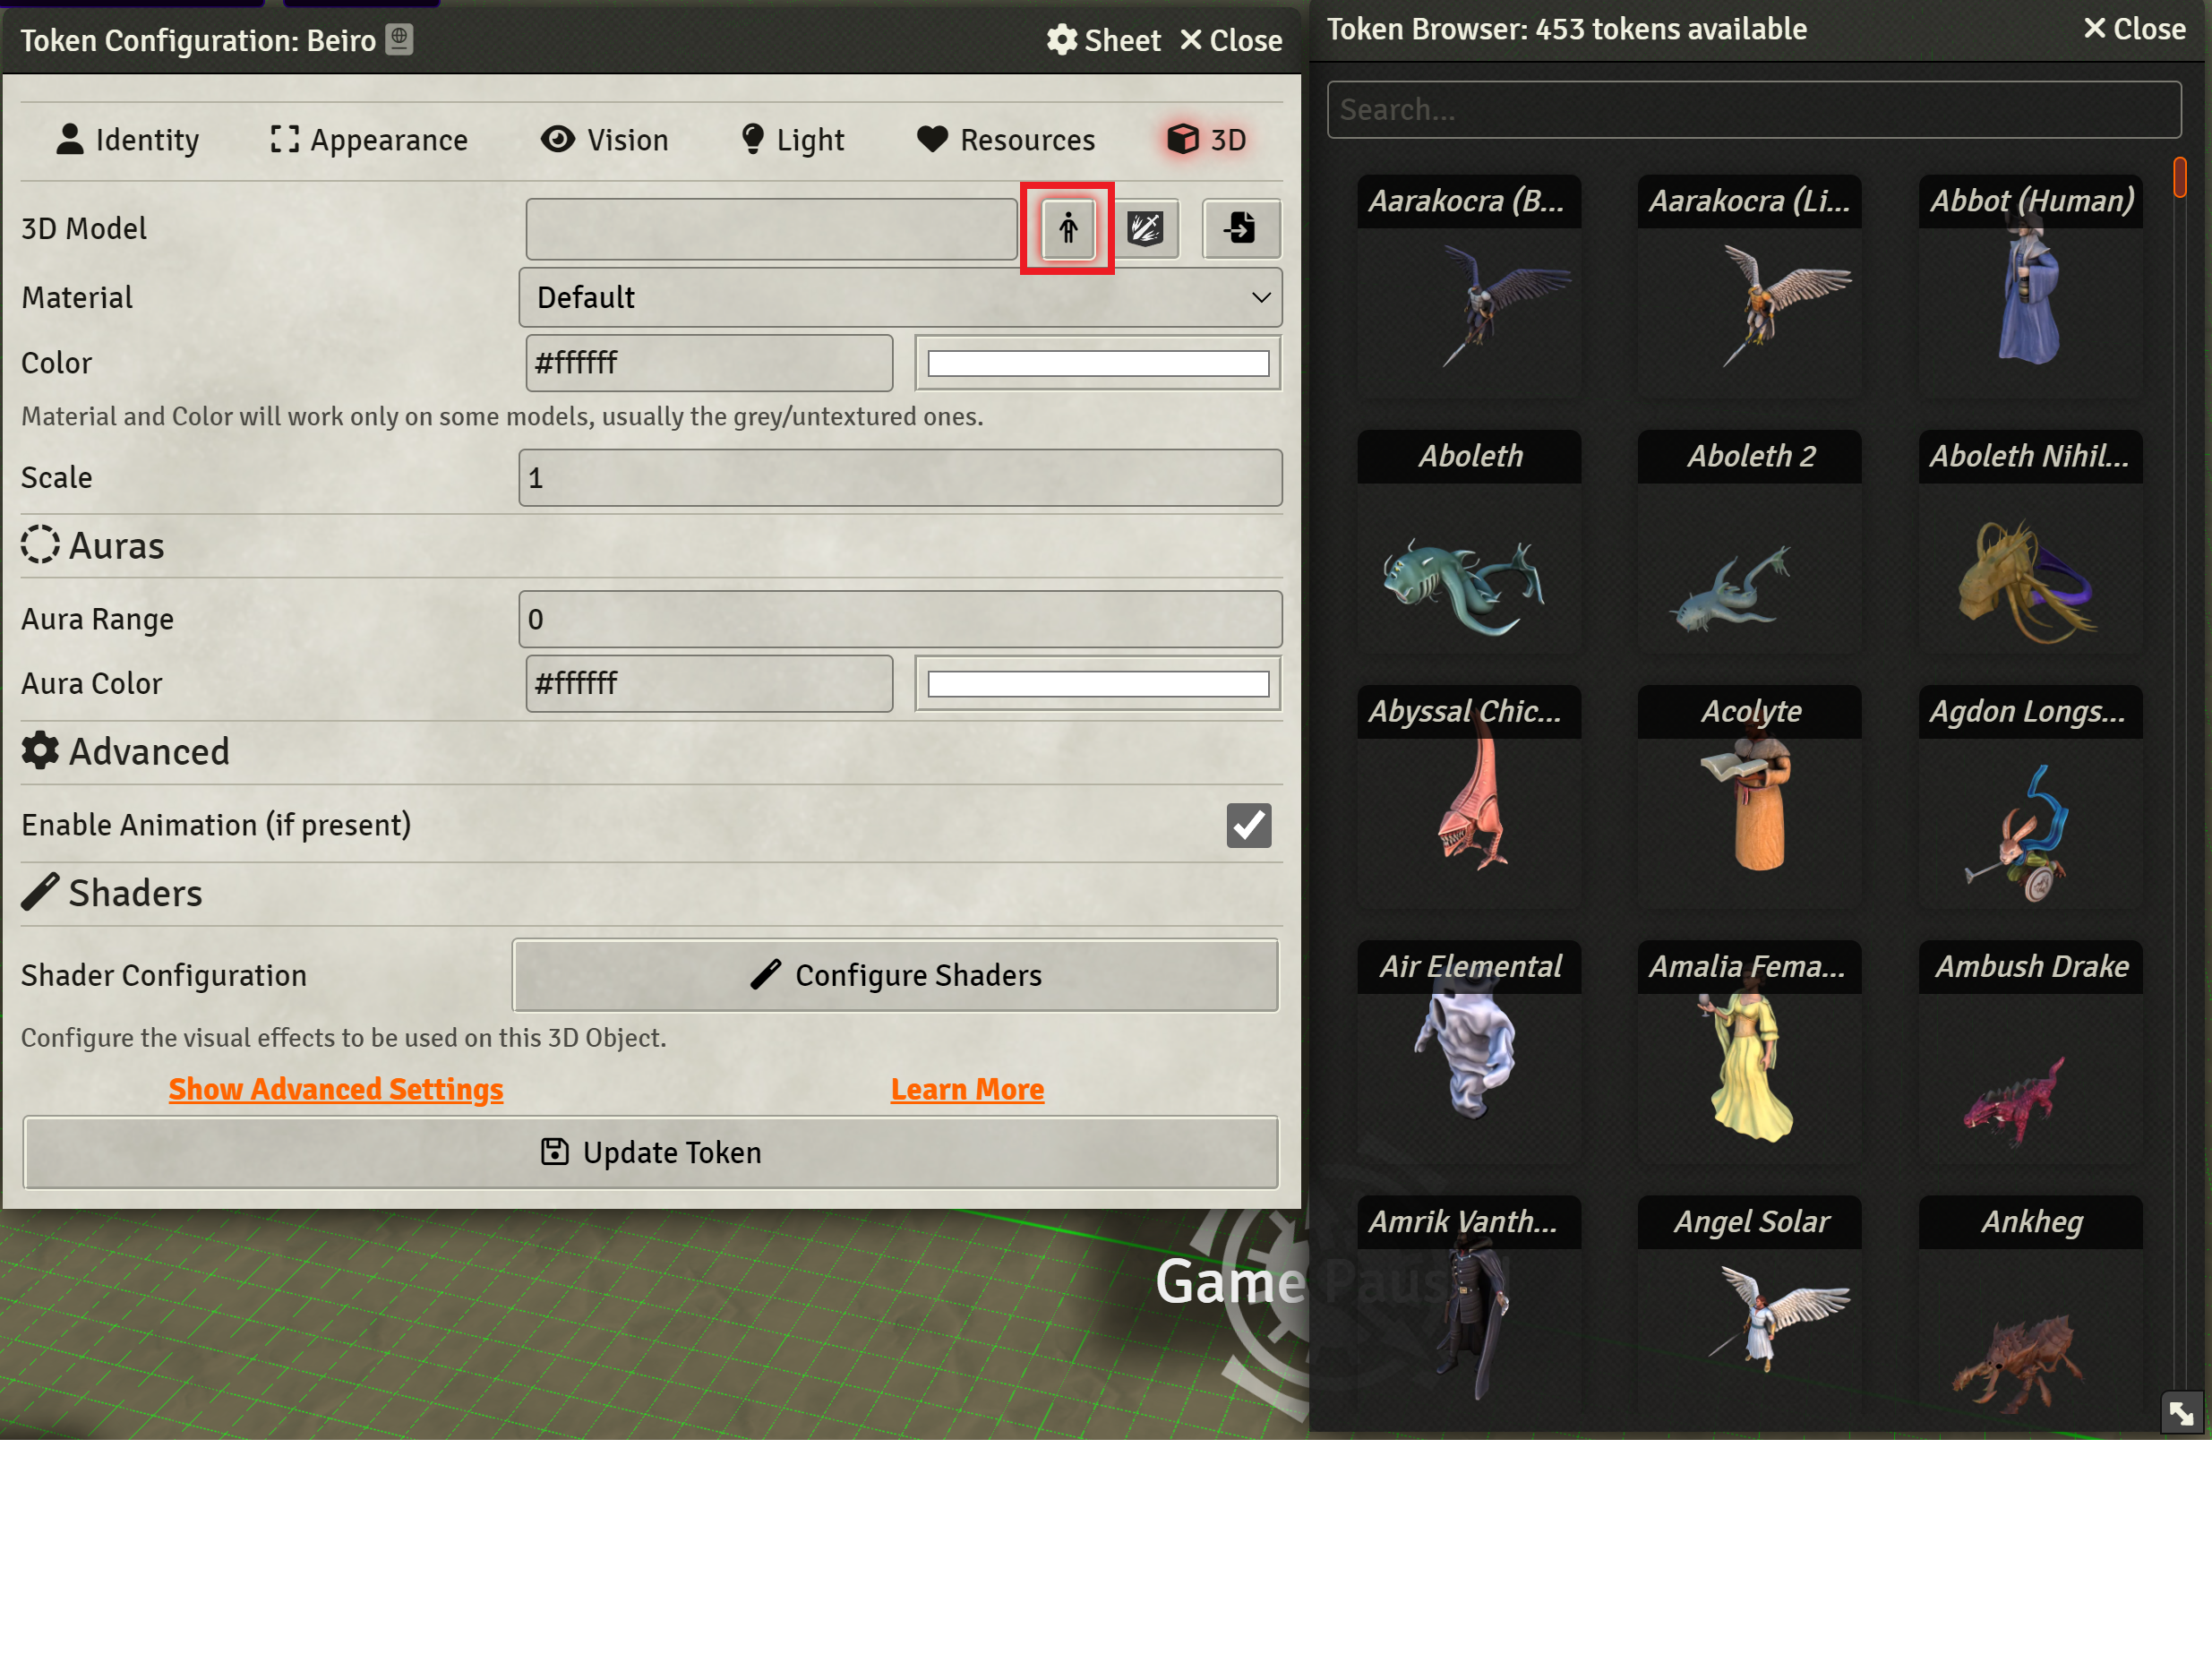 Token Configuration: Beiro
Sheet
Close
Identity
Appearance
Vision
Light
Resources
3D
3D Model
Material
Default
Color
#ffffff
Material and Color will work only on some models, usually the grey/untextured ones.
Scale
1
Auras
Aura Range
0
Aura Color
#ffffff
Advanced
Enable Animation (if present)
Shaders
Shader Configuration
Configure Shaders
Configure the visual effects to be used on this 3D Object.
Show Advanced Settings
Learn More
Update Token
Game Paus
Token Browser: 453 tokens available
Close
Search...
Aarakocra (B...
Aarakocra (Li...
Abbot (Human)
Aboleth
Aboleth 2
Aboleth Nihil...
Abyssal Chic...
Acolyte
Agdon Longs...
Air Elemental
Amalia Fema...
Ambush Drake
Amrik Vanth...
Angel Solar
Ankheg